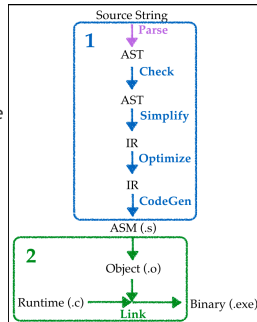 Source String
Parse
1
AST
Check
AST
Simplify
IR
Optimize
IR
CodeGen
ASM (.s)
2
Object (.o)
Runtime (.c)
Binary (.exe)
Link
e